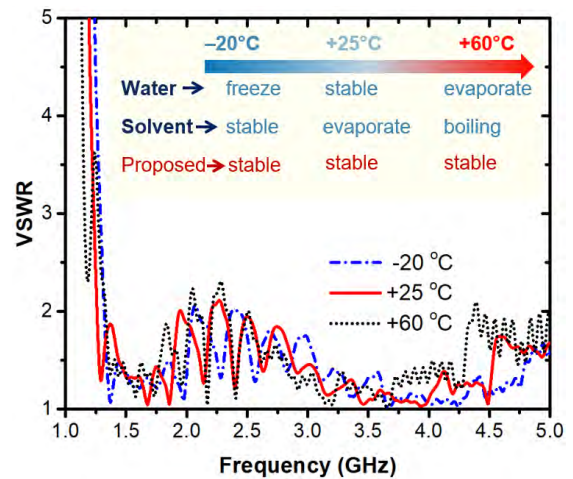 –20°C +25°C +60°C
Water → freeze stable evaporate
Solvent → stable evaporate boiling
Proposed → stable stable stable
-20 °C
+25 °C
+60 °C
5
4
3
2
1
VSWR
1.0 1.5 2.0 2.5 3.0 3.5 4.0 4.5 5.0
Frequency (GHz)